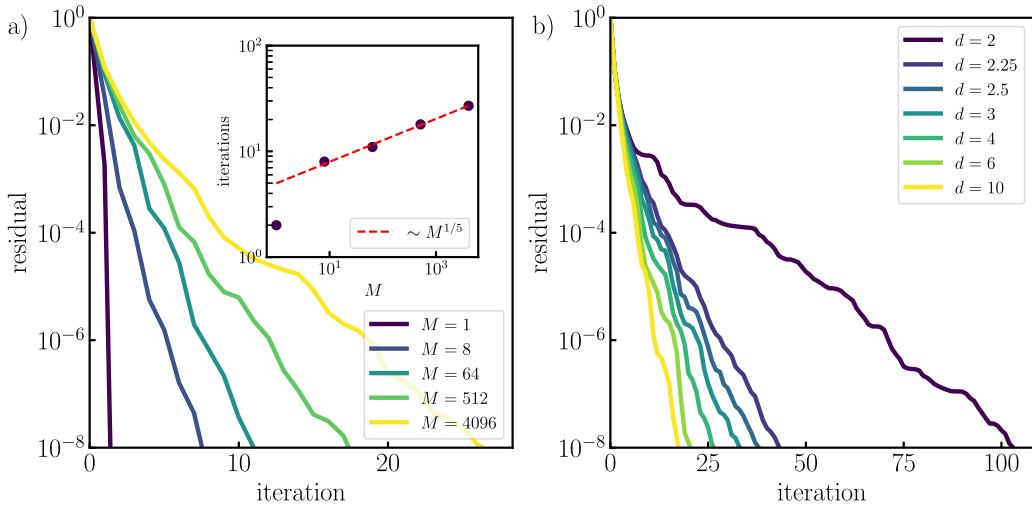 a)
10^0
10^{-2}
10^{-4}
10^{-6}
10^{-8}
residual
0
10
20
iteration
10^2
10^1
10^0
iterations
10^1
10^3
M
∼ M^{1/5}
M = 1
M = 8
M = 64
M = 512
M = 4096
b)
10^0
10^{-2}
10^{-4}
10^{-6}
10^{-8}
residual
0
25
50
75
100
iteration
d = 2
d = 2.25
d = 2.5
d = 3
d = 4
d = 6
d = 10